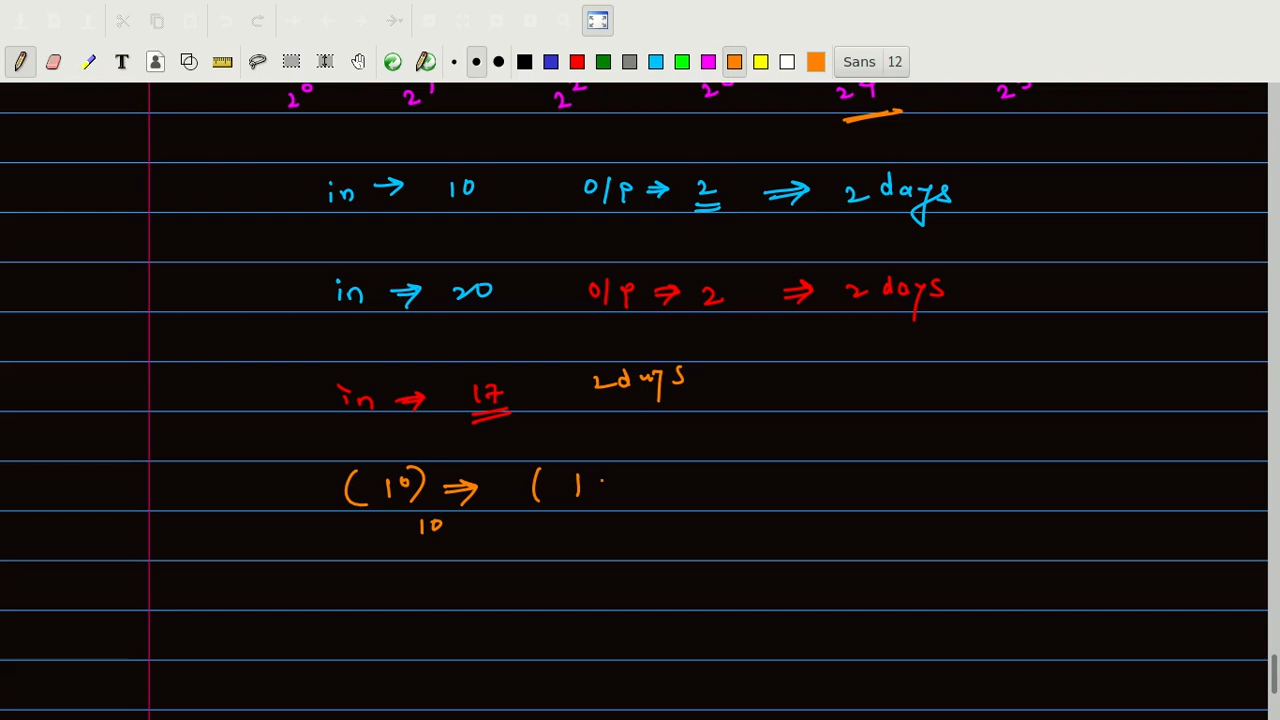 Sans 12
2⁰ 2¹ 2² 2⁴
in → 10 O/P ⇒ 2 ⇒ 2 days
in ⇒ 20 O/P ⇒ 2 ⇒ 2 days
in ⇒ 17 2 days
(10)₁₀ ⇒ ( 1